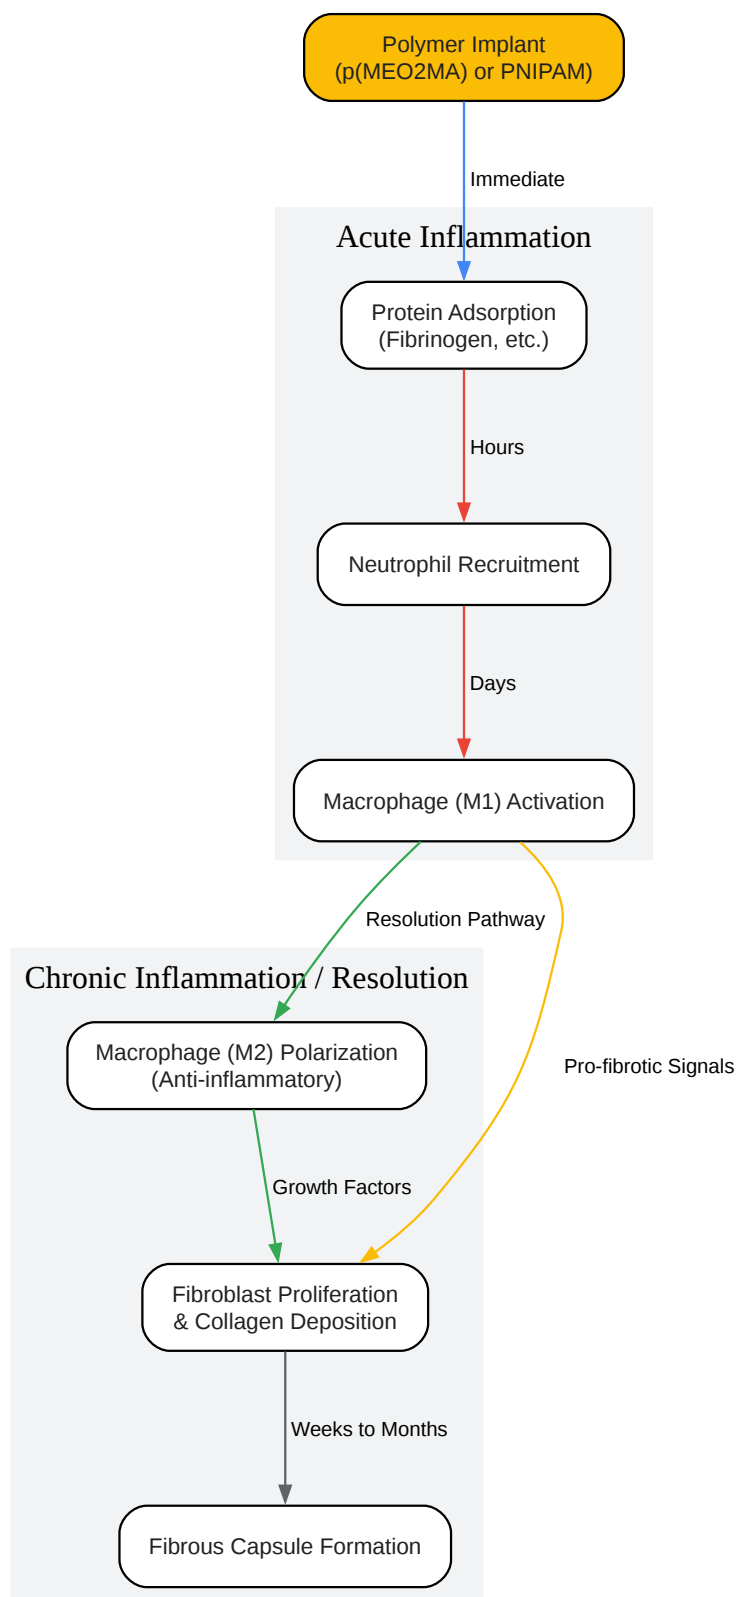 Polymer Implant
(p(MEO2MA) or PNIPAM)
Immediate
Acute Inflammation
Protein Adsorption
(Fibrinogen, etc.)
Hours
Neutrophil Recruitment
Days
Macrophage (M1) Activation
Resolution Pathway
Chronic Inflammation / Resolution
Macrophage (M2) Polarization
(Anti-inflammatory)
Pro-fibrotic Signals
Growth Factors
Fibroblast Proliferation
& Collagen Deposition
Weeks to Months
Fibrous Capsule Formation